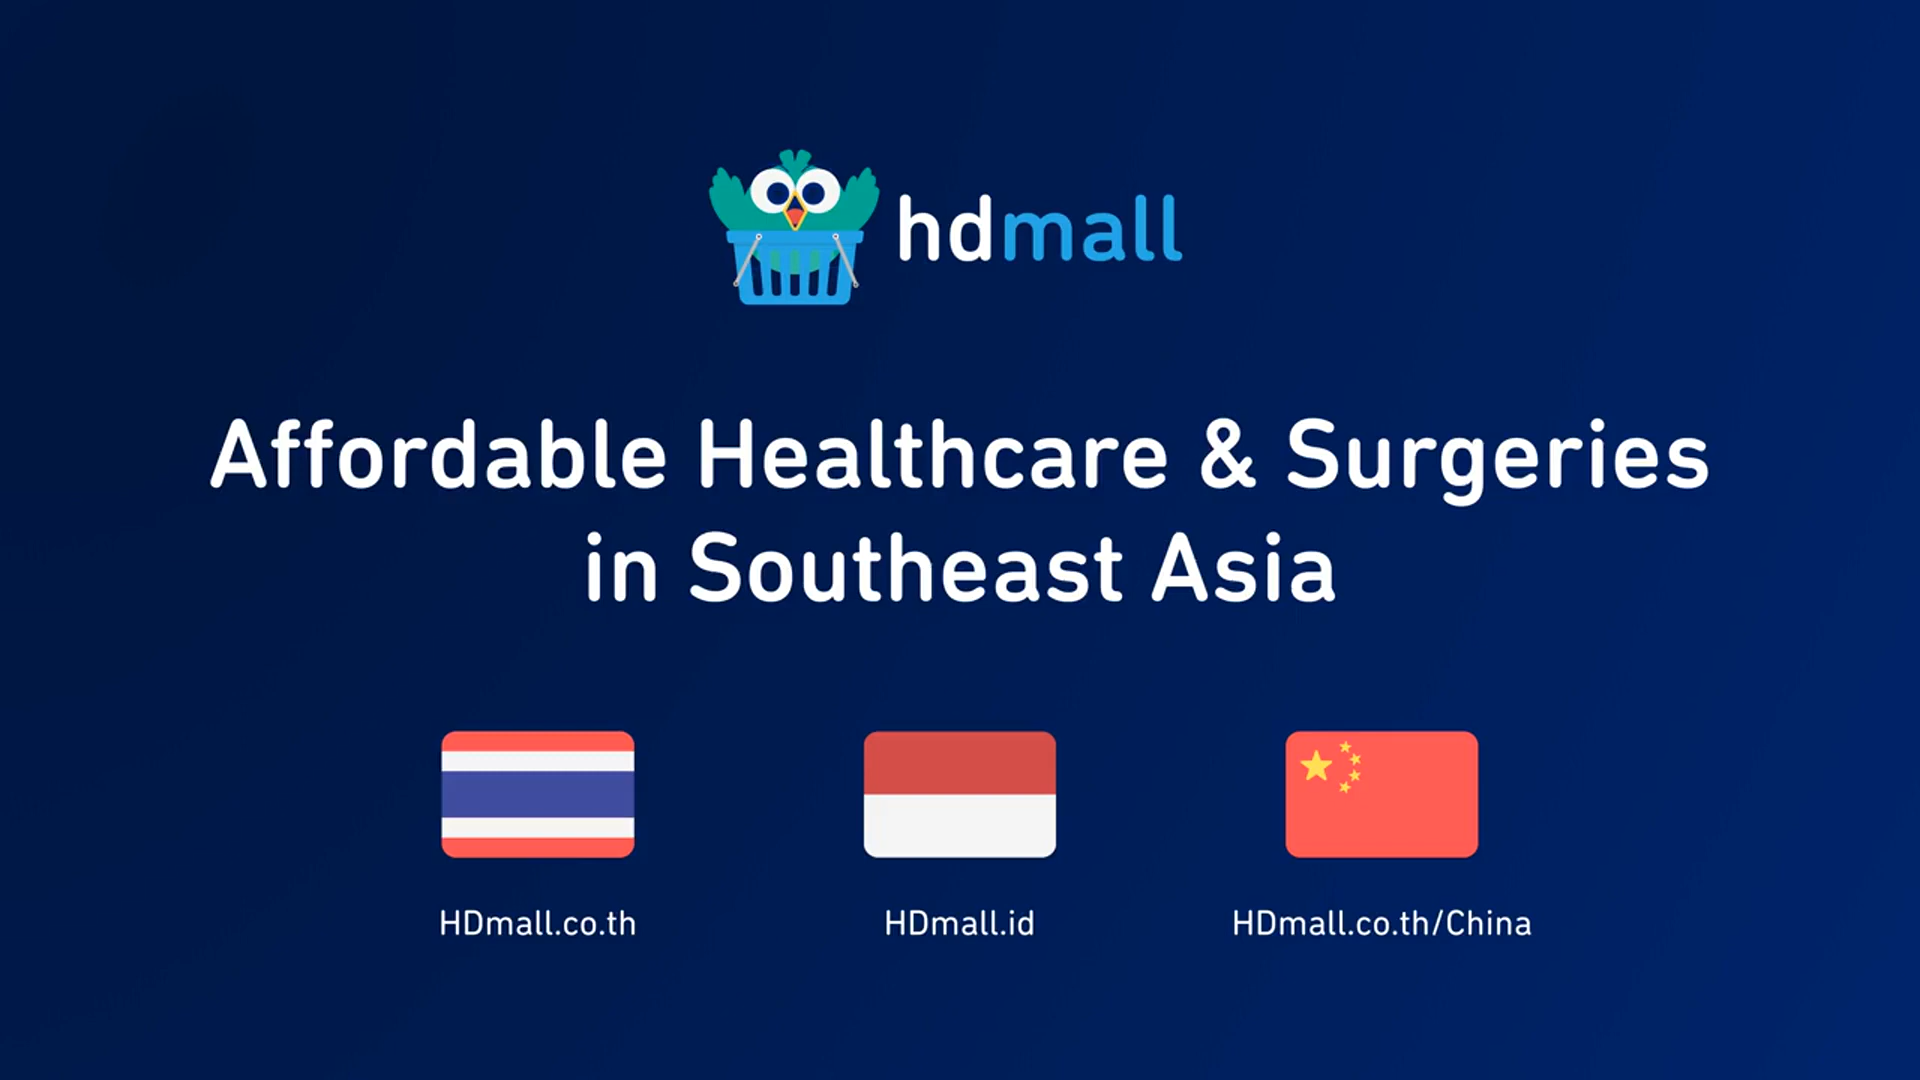 hdmall
Affordable Healthcare & Surgeries
in Southeast Asia
HDmall.co.th
HDmall.id
HDmall.co.th/China